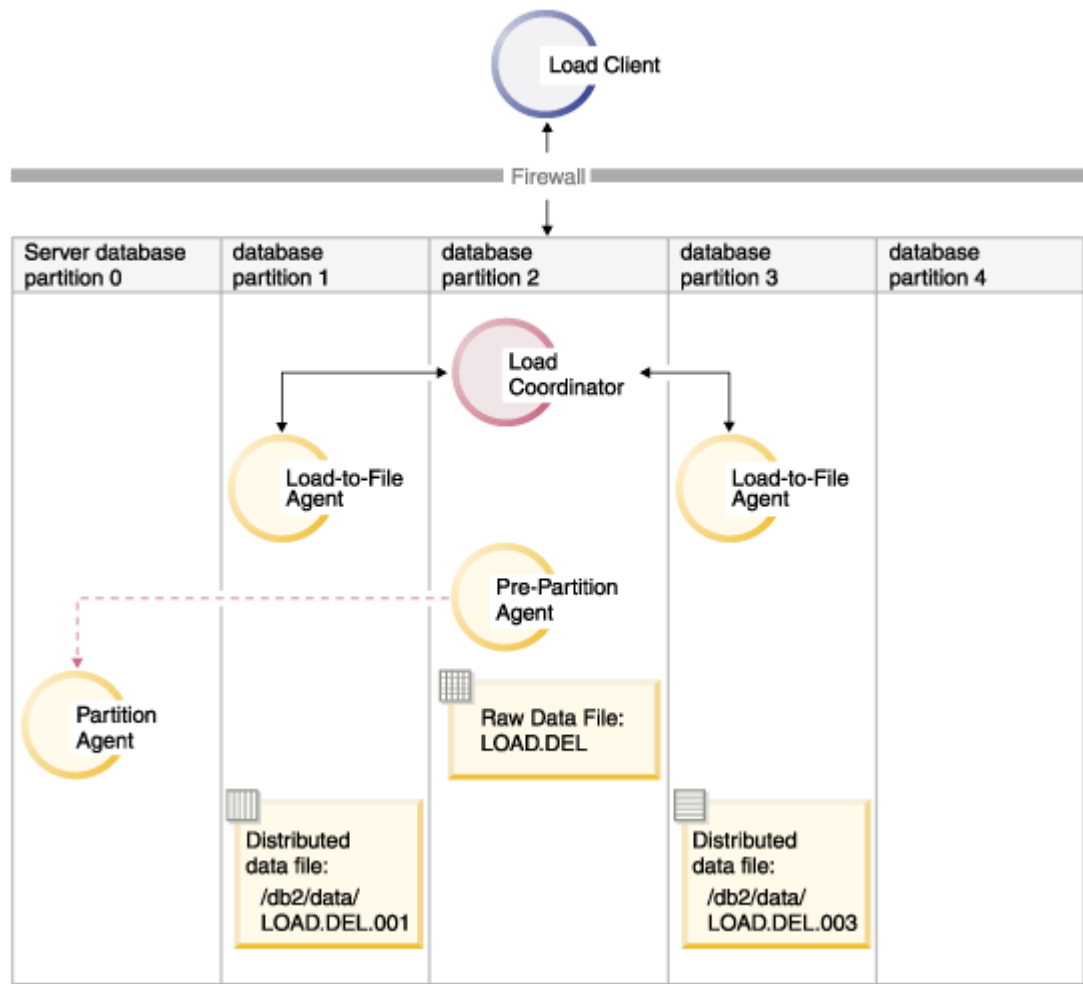 Load Client
Firewall
Server database
partition 0
database
partition 1
database
partition 2
database
partition 3
database
partition 4
Load
Coordinator
Load-to-File
Agent
Load-to-File
Agent
Pre-Partition
Agent
Partition
Agent
Raw Data File:
LOAD.DEL
Distributed
data file:
/db2/data/
LOAD.DEL.001
Distributed
data file:
/db2/data/
LOAD.DEL.003